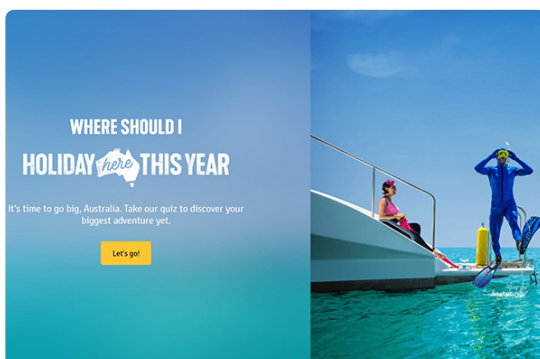 WHERE SHOULD I
HOLIDAY here THIS YEAR
It's time to go big, Australia. Take our quiz to discover your
biggest adventure yet.
Let's go!